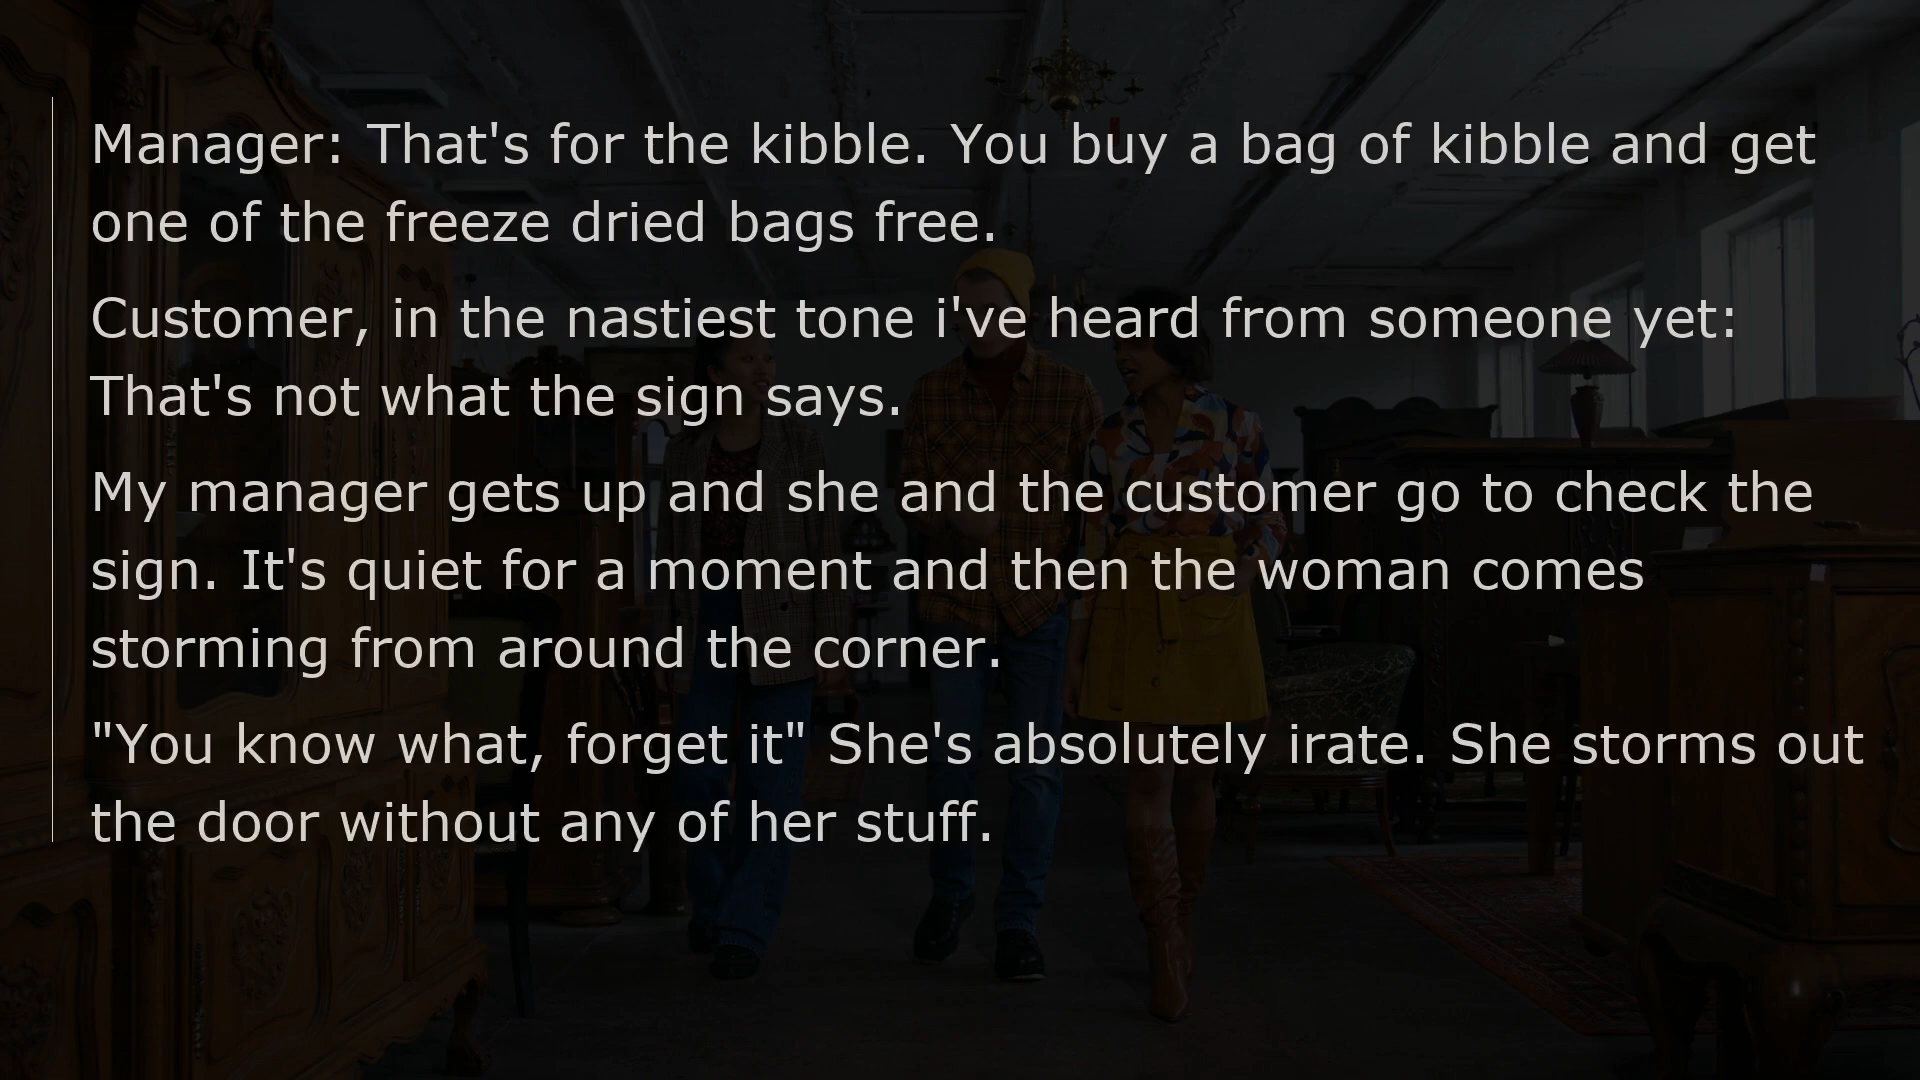 Manager: That's for the kibble. You buy a bag of kibble and get
one of the freeze dried bags free.
Customer, in the nastiest tone i've heard from someone yet:
That's not what the sign says.
My manager gets up and she and the customer go to check the
sign. It's quiet for a moment and then the woman comes
storming from around the corner.
"You know what, forget it" She's absolutely irate. She storms out
the door without any of her stuff.